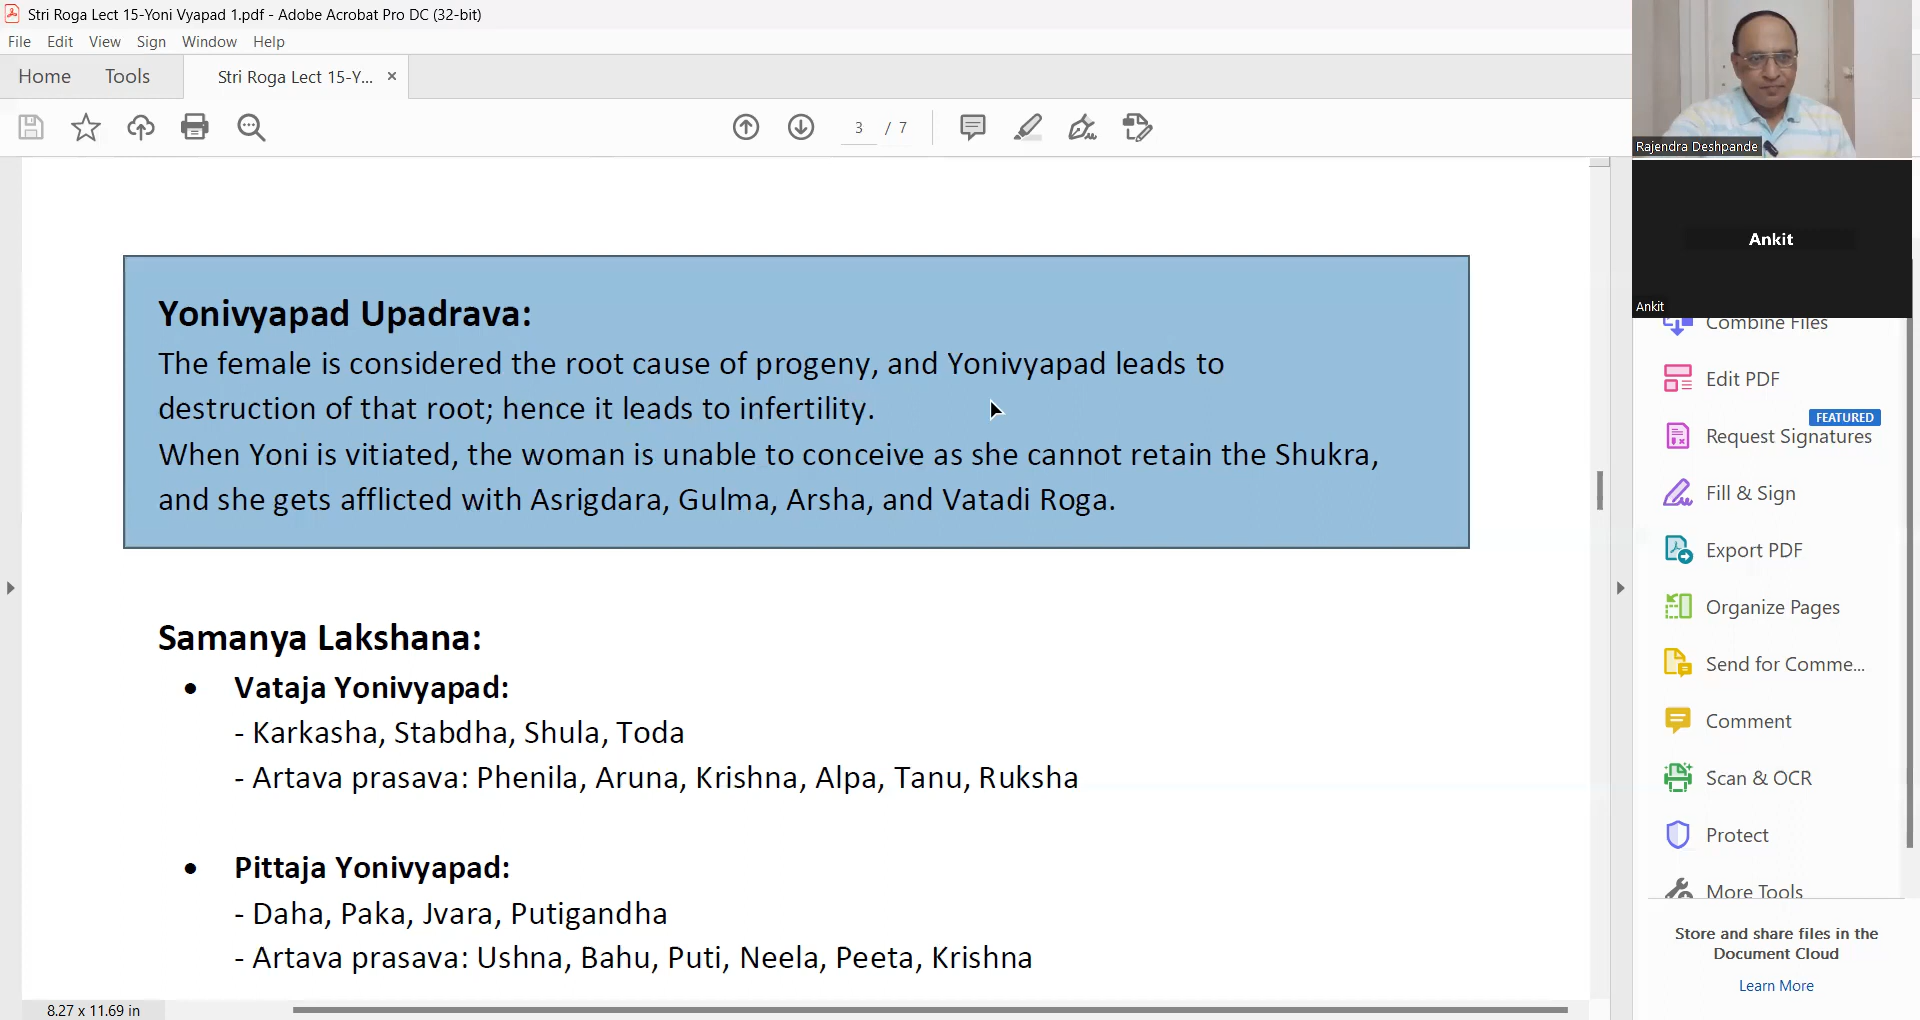 Stri Roga Lect 15-Yoni Vyapad 1.pdf - Adobe Acrobat Pro DC (32-bit)
File Edit View Sign Window Help
Home Tools Stri Roga Lect 15-Y... ×
3 / 7
Rajendra Deshpande
Ankit
Ankit
Yonivyapad Upadrava:
The female is considered the root cause of progeny, and Yonivyapad leads to
destruction of that root; hence it leads to infertility.
When Yoni is vitiated, the woman is unable to conceive as she cannot retain the Shukra,
and she gets afflicted with Asrigdara, Gulma, Arsha, and Vatadi Roga.
Samanya Lakshana:
• Vataja Yonivyapad:
- Karkasha, Stabdha, Shula, Toda
- Artava prasava: Phenila, Aruna, Krishna, Alpa, Tanu, Ruksha
• Pittaja Yonivyapad:
- Daha, Paka, Jvara, Putigandha
- Artava prasava: Ushna, Bahu, Puti, Neela, Peeta, Krishna
8.27 x 11.69 in
Combine Files
Edit PDF
FEATURED
Request Signatures
Fill & Sign
Export PDF
Organize Pages
Send for Comme...
Comment
Scan & OCR
Protect
More Tools
Store and share files in the
Document Cloud
Learn More